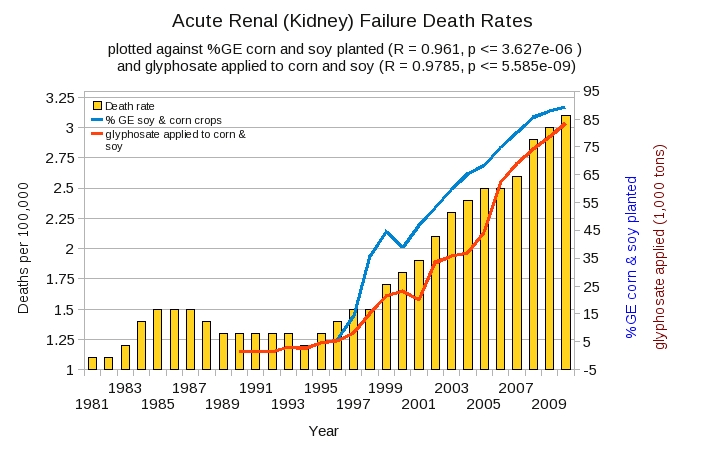 Acute Renal (Kidney) Failure Death Rates
plotted against %GE corn and soy planted (R = 0.961, p <= 3.627e-06 )
and glyphosate applied to corn and soy (R = 0.9785, p <= 5.585e-09)
Death rate
% GE soy & corn crops
glyphosate applied to corn &
soy
Deaths per 100,000
3.25
3
2.75
2.5
2.25
2
1.75
1.5
1.25
1
95
85
75
65
55
45
35
25
15
5
-5
%GE corn & soy planted
glyphosate applied (1,000 tons)
1983 1987 1991 1995 1999 2003 2007
1981 1985 1989 1993 1997 2001 2005 2009
Year